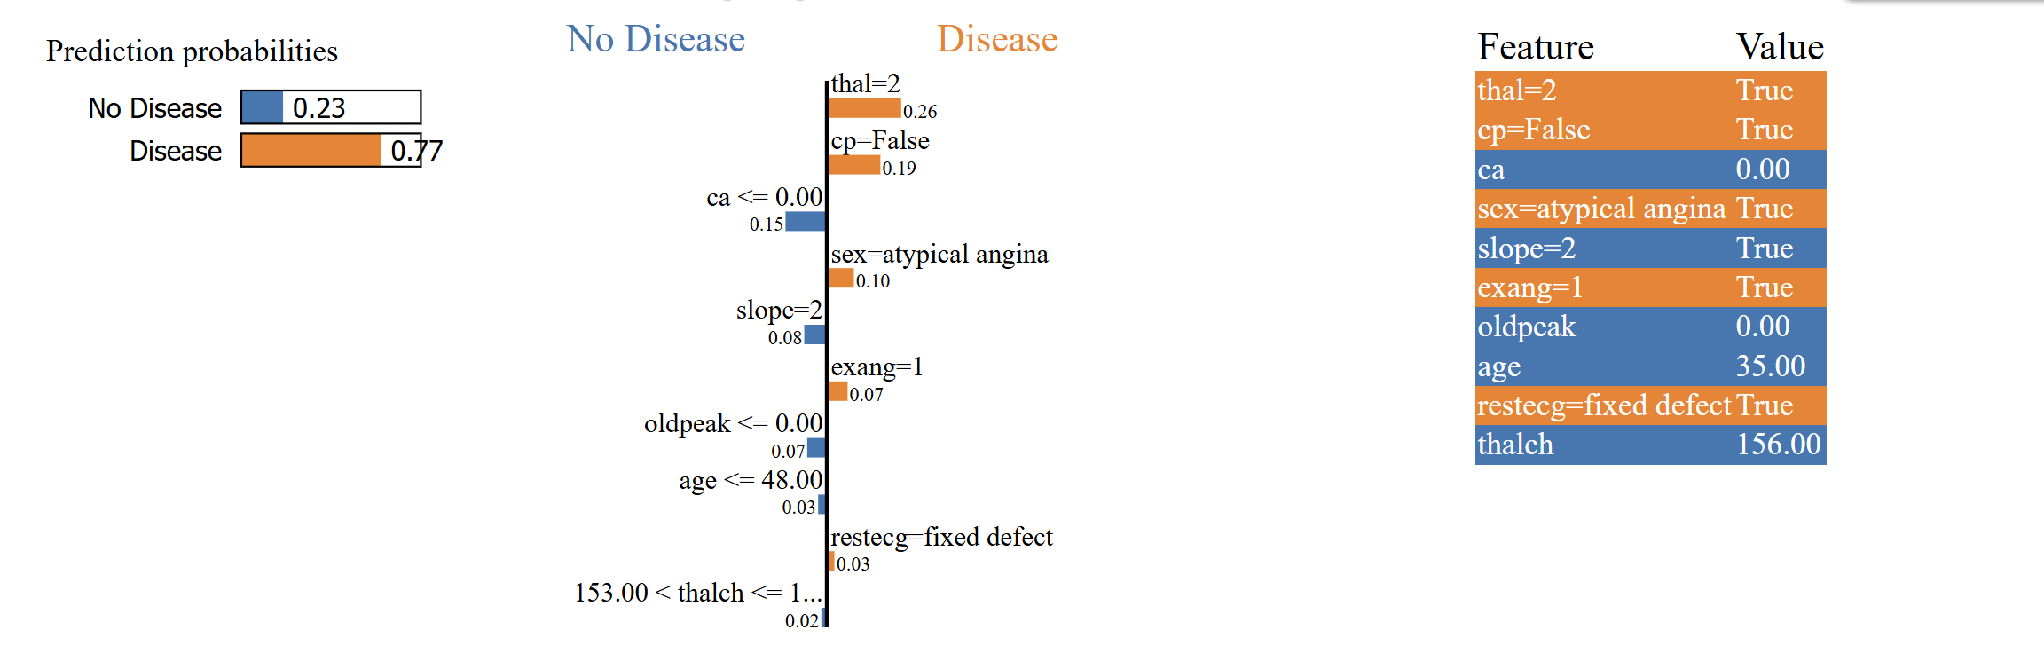 Prediction probabilities
No Disease 0.23
Disease 0.77
No Disease Disease
thal=2
0.26
cp=False
0.19
ca <= 0.00
0.15
sex=atypical angina
0.10
slope=2
0.08
exang=1
0.07
oldpeak <= 0.00
0.07
age <= 48.00
0.03
restecg=fixed defect
0.03
153.00 < thalch <= 1...
0.02
Feature Value
thal=2 True
cp=False True
ca 0.00
sex=atypical angina True
slope=2 True
exang=1 True
oldpeak 0.00
age 35.00
restecg=fixed defect True
thalch 156.00